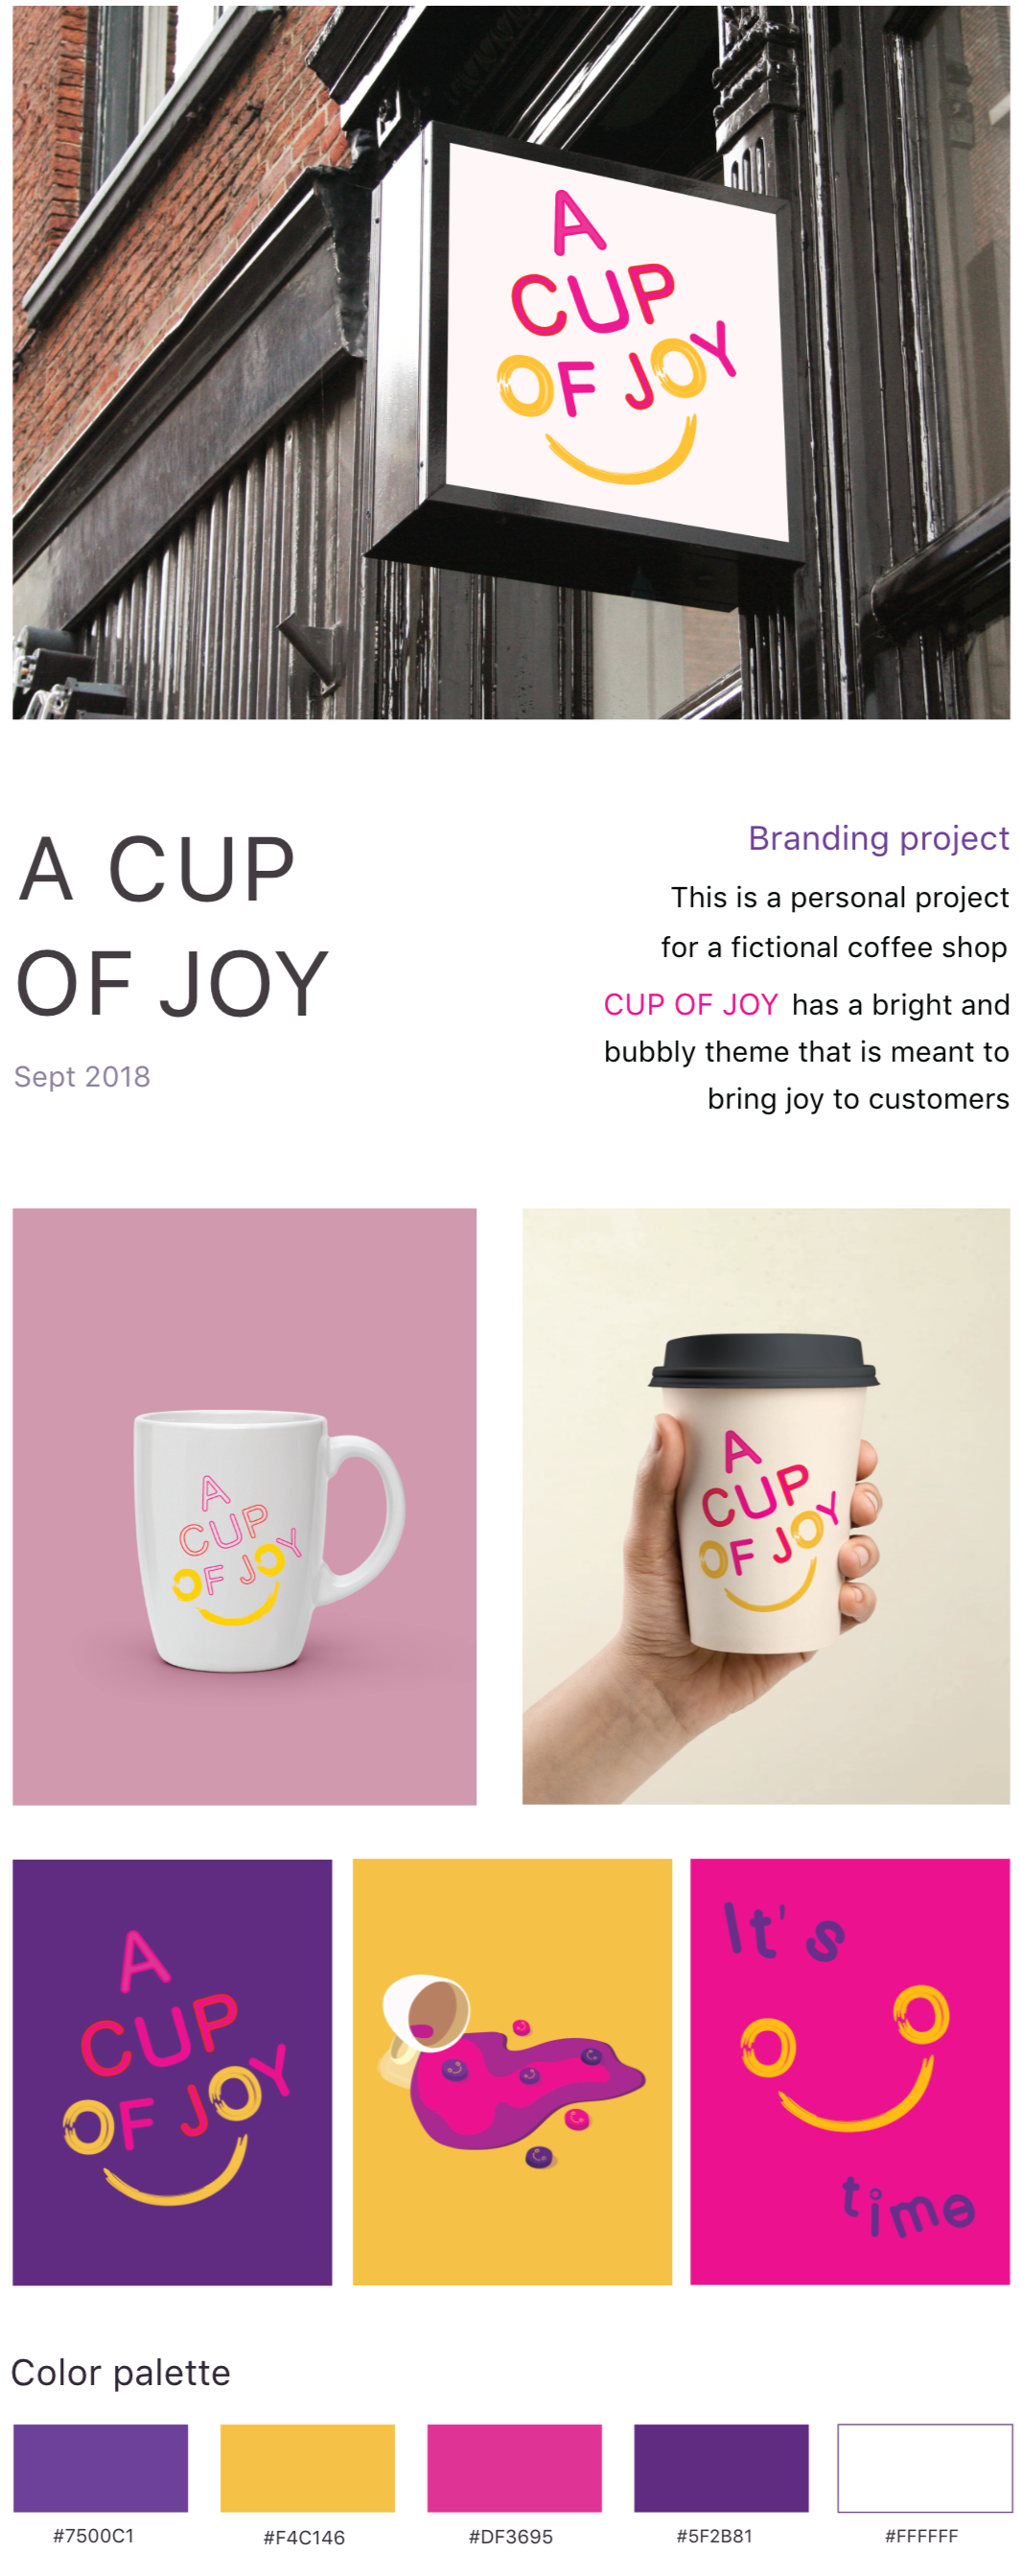 A
CUP
OF JOY
A CUP
OF JOY
Sept 2018
Branding project
This is a personal project
for a fictional coffee shop
CUP OF JOY has a bright and
bubbly theme that is meant to
bring joy to customers
A
CUP
OF JOY
A
CUP
OF JOY
A
CUP
OF JOY
It's
time
Color palette
#7500C1
#F4C146
#DF3695
#5F2B81
#FFFFFF